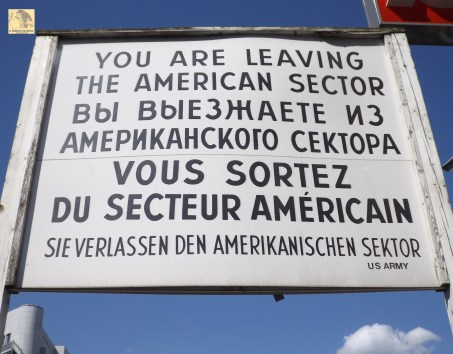 YOU ARE LEAVING
THE AMERICAN SECTOR
ВЫ ВЫЕЗЖАЕТЕ ИЗ
АМЕРИКАНСКОГО СЕКТОРА
VOUS SORTEZ
DU SECTEUR AMÉRICAIN
SIE VERLASSEN DEN AMERIKANISCHEN SEKTOR
US ARMY